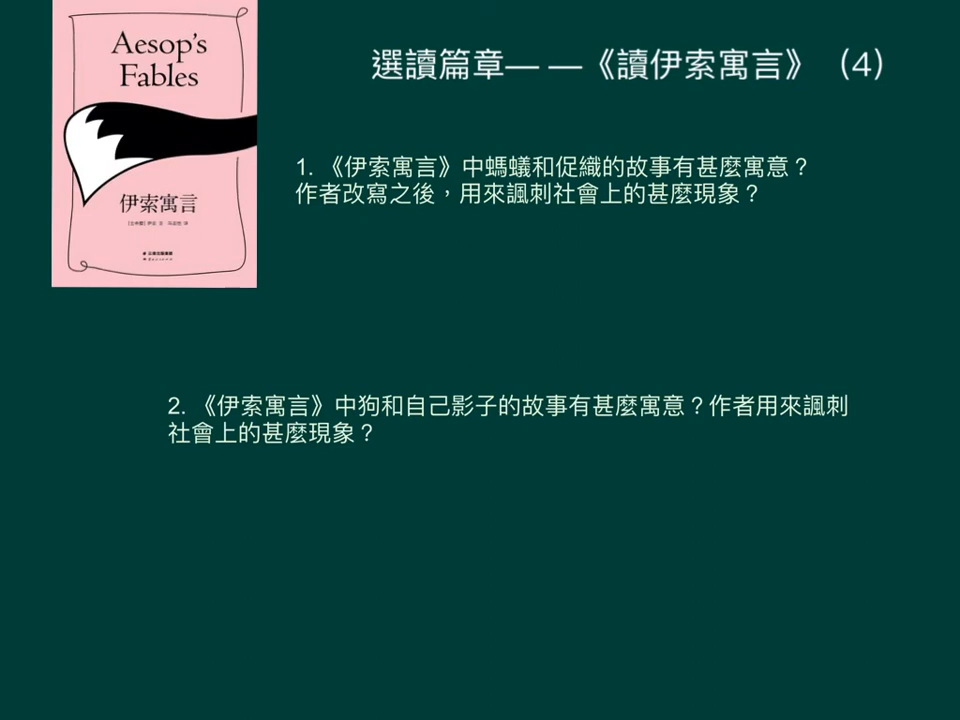 Aesop's
Fables
伊索寓言
選讀篇章— —《讀伊索寓言》（4）
1. 《伊索寓言》中螞蟻和促織的故事有甚麼寓意？
作者改寫之後，用來諷刺社會上的甚麼現象？
2. 《伊索寓言》中狗和自己影子的故事有甚麼寓意？作者用來諷刺
社會上的甚麼現象？